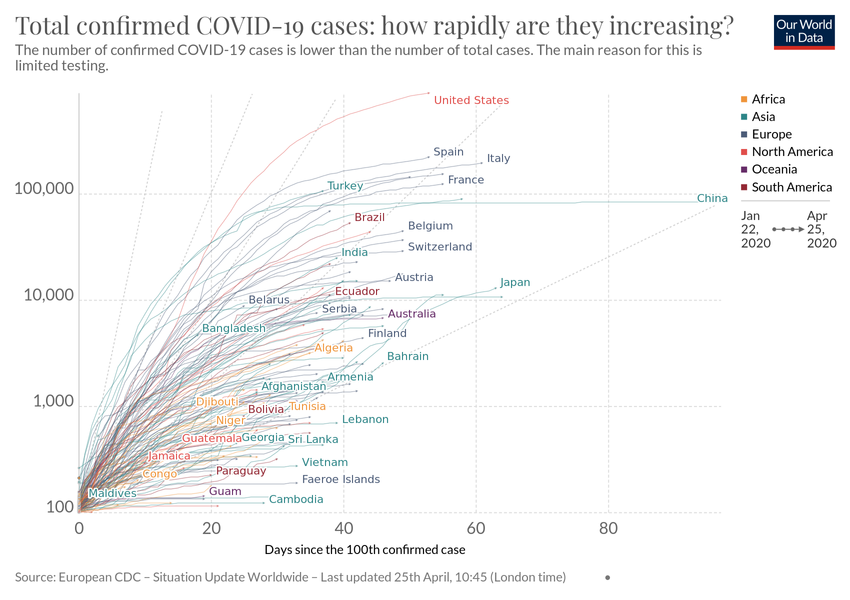 Total confirmed COVID-19 cases: how rapidly are they increasing?
The number of confirmed COVID-19 cases is lower than the number of total cases. The main reason for this is
limited testing.
Our World
in Data
United States
Spain
Italy
France
Turkey
100,000
China
Brazil
Belgium
Switzerland
India
Austria
Japan
Ecuador
10,000
Belarus
Serbia
Australia
Bangladesh
Finland
Algeria
Bahrain
Armenia
Afghanistan
1,000
Djibouti
Bolivia
Tunisia
Niger
Lebanon
Guatemala
Georgia
Sri Lanka
Jamaica
Vietnam
Congo
Paraguay
Faeroe Islands
Maldives
Guam
Cambodia
100
0
20
40
60
80
Days since the 100th confirmed case
Africa
Asia
Europe
North America
Oceania
South America
Jan
22,
2020
Apr
25,
2020
Source: European CDC – Situation Update Worldwide – Last updated 25th April, 10:45 (London time)